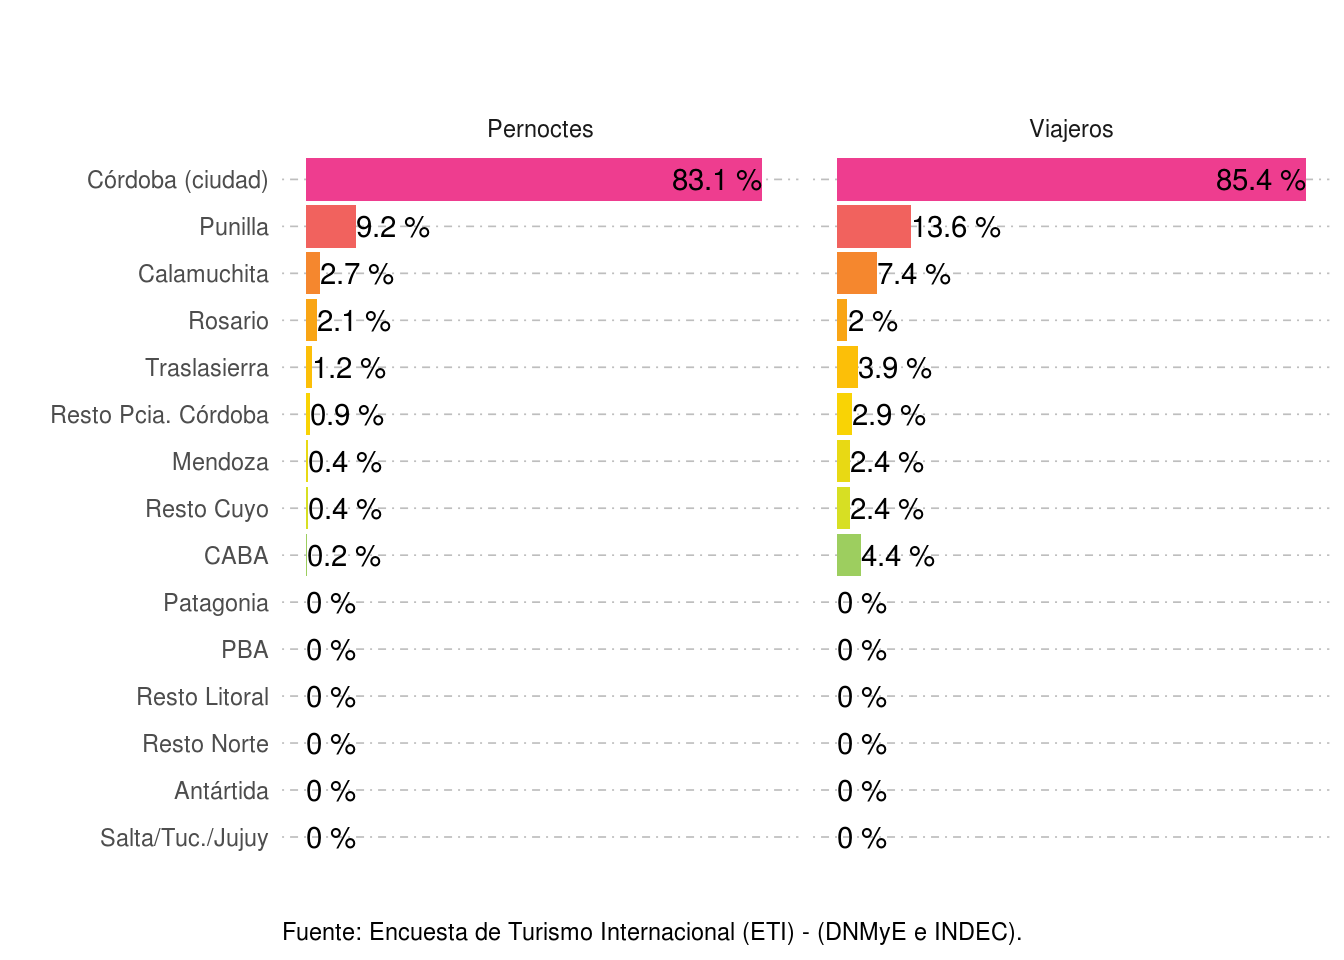 Pernoctes Viajeros
Córdoba (ciudad) 83.1 % 85.4 %
Punilla 9.2 % 13.6 %
Calamuchita 2.7 % 7.4 %
Rosario 2.1 % 2 %
Traslasierra 1.2 % 3.9 %
Resto Pcia. Córdoba 0.9 % 2.9 %
Mendoza 0.4 % 2.4 %
Resto Cuyo 0.4 % 2.4 %
CABA 0.2 % 4.4 %
Patagonia 0 % 0 %
PBA 0 % 0 %
Resto Litoral 0 % 0 %
Resto Norte 0 % 0 %
Antártida 0 % 0 %
Salta/Tuc./Jujuy 0 % 0 %
Fuente: Encuesta de Turismo Internacional (ETI) - (DNMyE e INDEC).